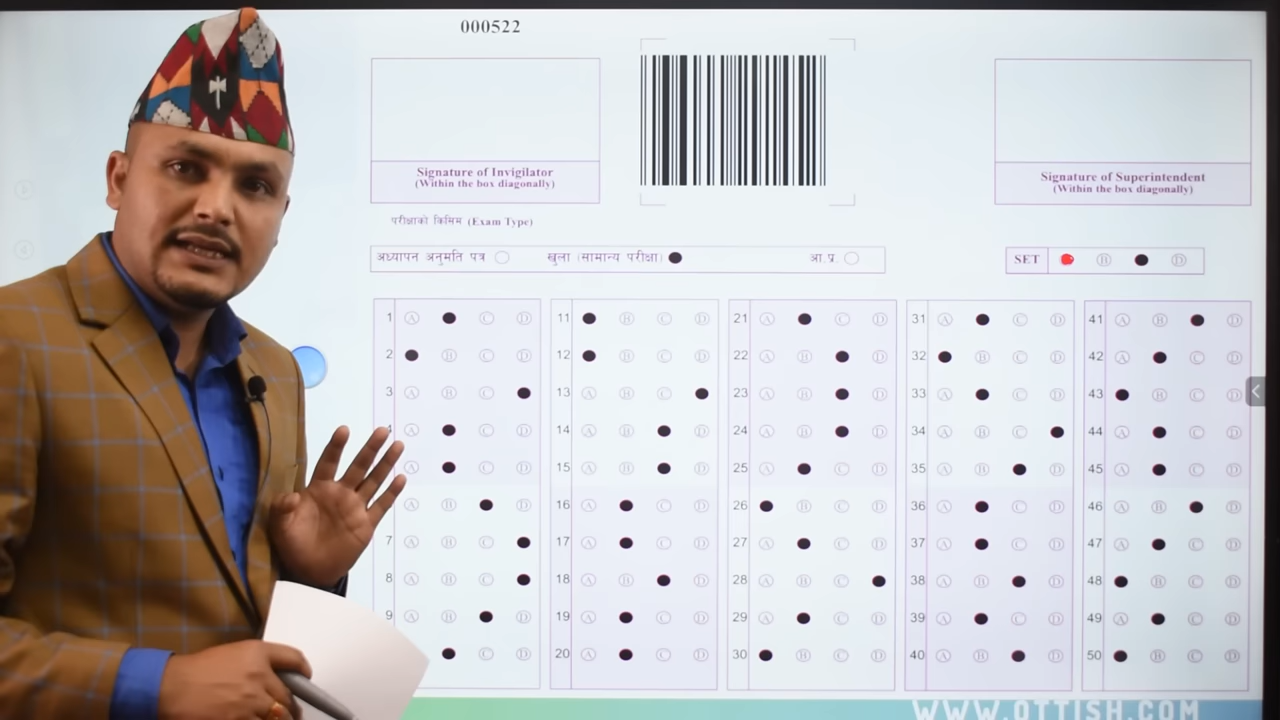 000522
Signature of Invigilator
(Within the box diagonally)
Signature of Superintendent
(Within the box diagonally)
परीक्षाको किसिम (Exam Type)
अध्यापन अनुमति पत्र खुला (सामान्य परीक्षा) आ.प्र.
SET B D
1 A C D
2 B C D
3 A B C
A C D
A C D
A B D
7 A B C
8 A B C
9 A B D
C D
11 B C D
12 B C D
13 A B C
14 A B D
15 A B D
16 A C D
17 A C D
18 A B D
19 A C D
20 A C D
21 A C D
22 A B D
23 A B D
24 A B D
25 A C D
26 B C D
27 A C D
28 A B C
29 A C D
30 B C D
31 A C D
32 B C D
33 A C D
34 A B C
35 A B D
36 A C D
37 A C D
38 A B D
39 A C D
40 A B D
41 A B D
42 A C D
43 B C D
44 A C D
45 A C D
46 A B D
47 A C D
48 B C D
49 A C D
50 B C D
WWW.OTTISH.COM